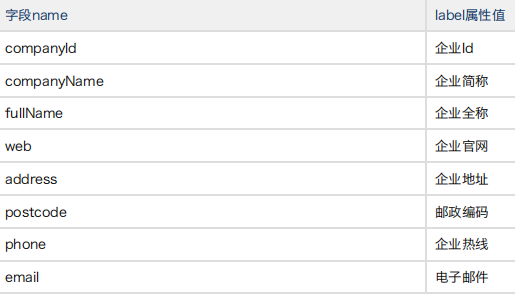 字段name label属性值
companyId 企业Id
companyName 企业简称
fullName 企业全称
web 企业官网
address 企业地址
postcode 邮政编码
phone 企业热线
email 电子邮件